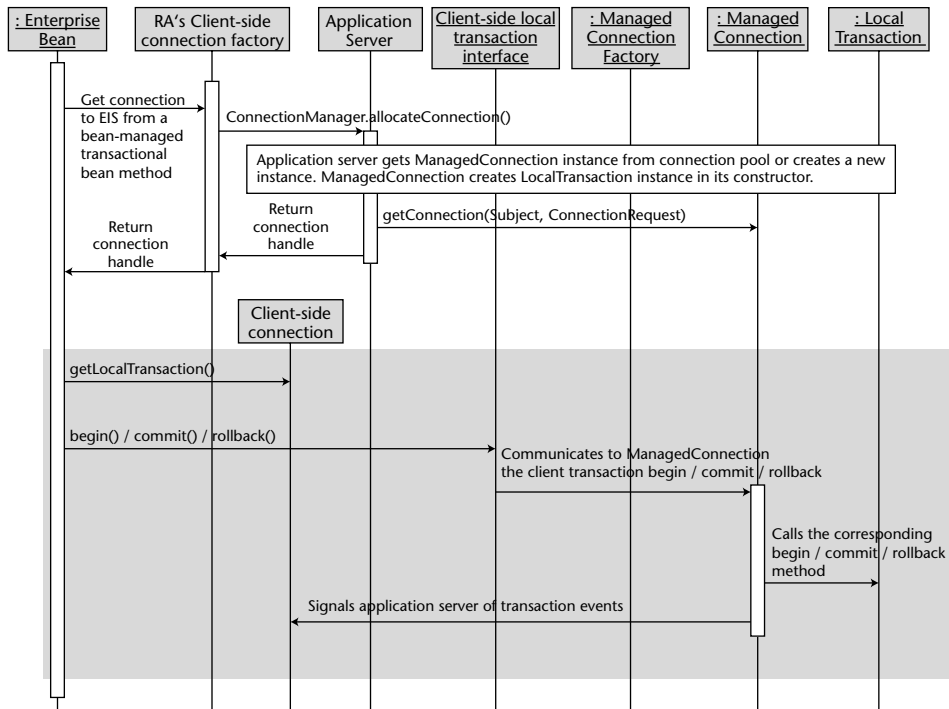 : Enterprise
Bean
RA's Client-side
connection factory
Application
Server
Client-side local
transaction
interface
: Managed
Connection
Factory
: Managed
Connection
: Local
Transaction
Get connection
to EIS from a
bean-managed
transactional
bean method
ConnectionManager.allocateConnection()
Application server gets ManagedConnection instance from connection pool or creates a new
instance. ManagedConnection creates LocalTransaction instance in its constructor.
getConnection(Subject, ConnectionRequest)
Return
connection
handle
Return
connection
handle
Client-side
connection
getLocalTransaction()
begin() / commit() / rollback()
Communicates to ManagedConnection
the client transaction begin / commit / rollback
Calls the corresponding
begin / commit / rollback
method
Signals application server of transaction events